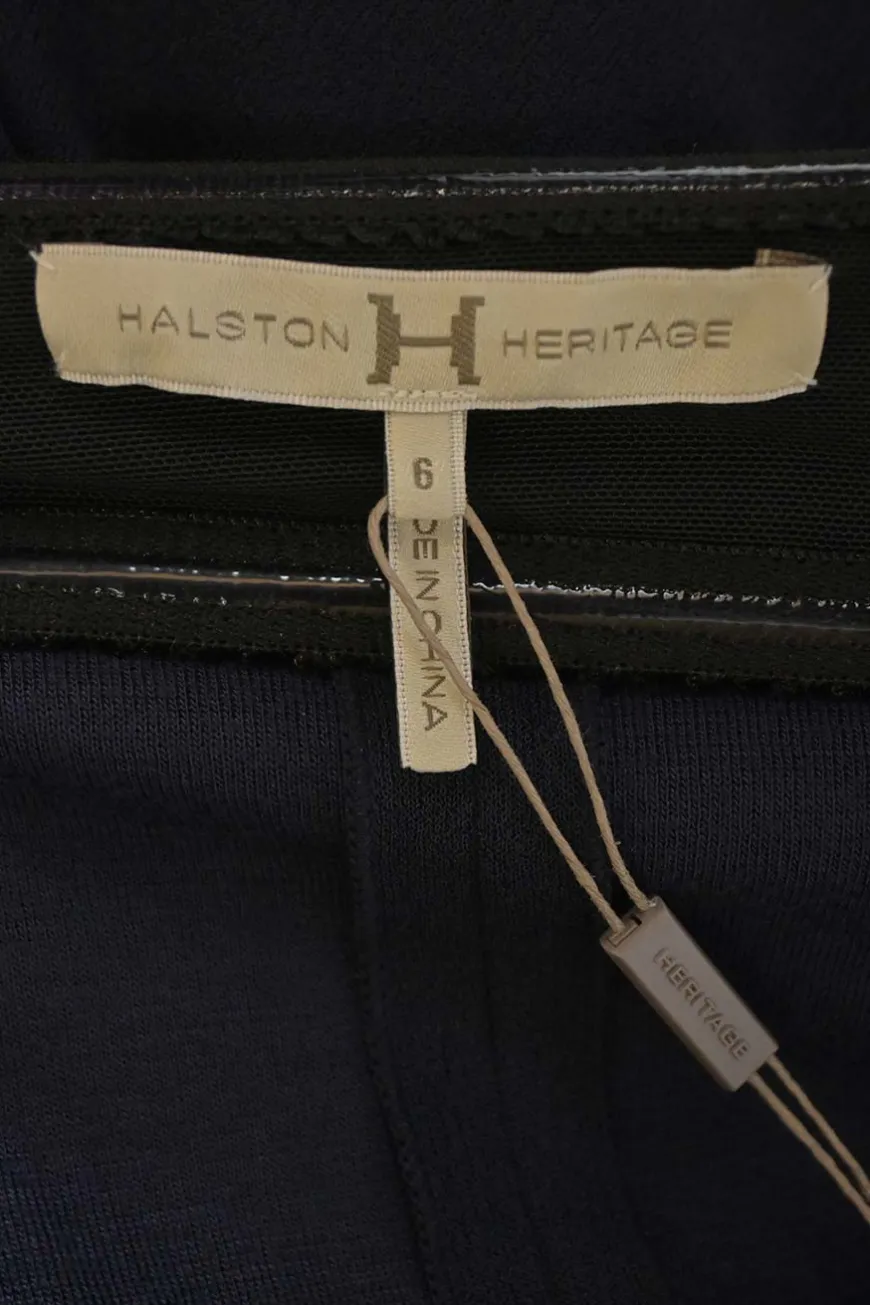 HALSTON H HERITAGE
6
DE IN CHINA
HERITAGE